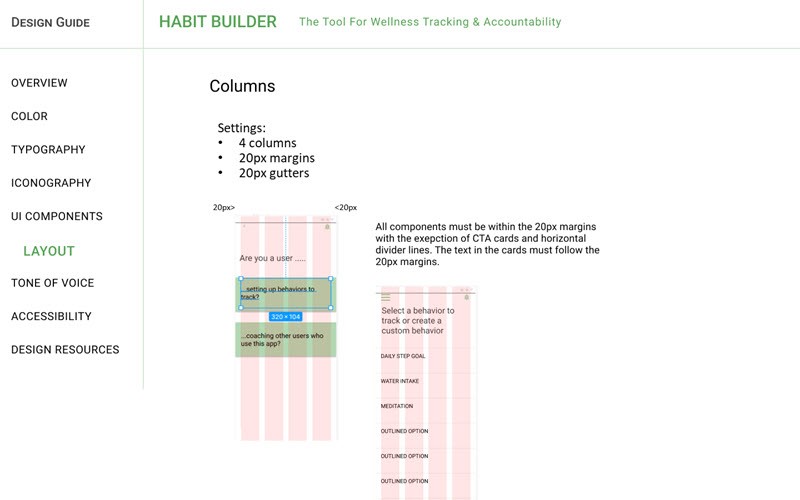 DESIGN GUIDE
HABIT BUILDER
The Tool For Wellness Tracking & Accountability
OVERVIEW
COLOR
TYPOGRAPHY
ICONOGRAPHY
UI COMPONENTS
LAYOUT
TONE OF VOICE
ACCESSIBILITY
DESIGN RESOURCES
Columns
Settings:
• 4 columns
• 20px margins
• 20px gutters
20px>
<20px
Are you a user .....
...setting up behaviors to
track?
320 × 104
...coaching other users who
use this app?
All components must be within the 20px margins
with the exepction of CTA cards and horizontal
divider lines. The text in the cards must follow the
20px margins.
Select a behavior to
track or create a
custom behavior
DAILY STEP GOAL
WATER INTAKE
MEDITATION
OUTLINED OPTION
OUTLINED OPTION
OUTLINED OPTION